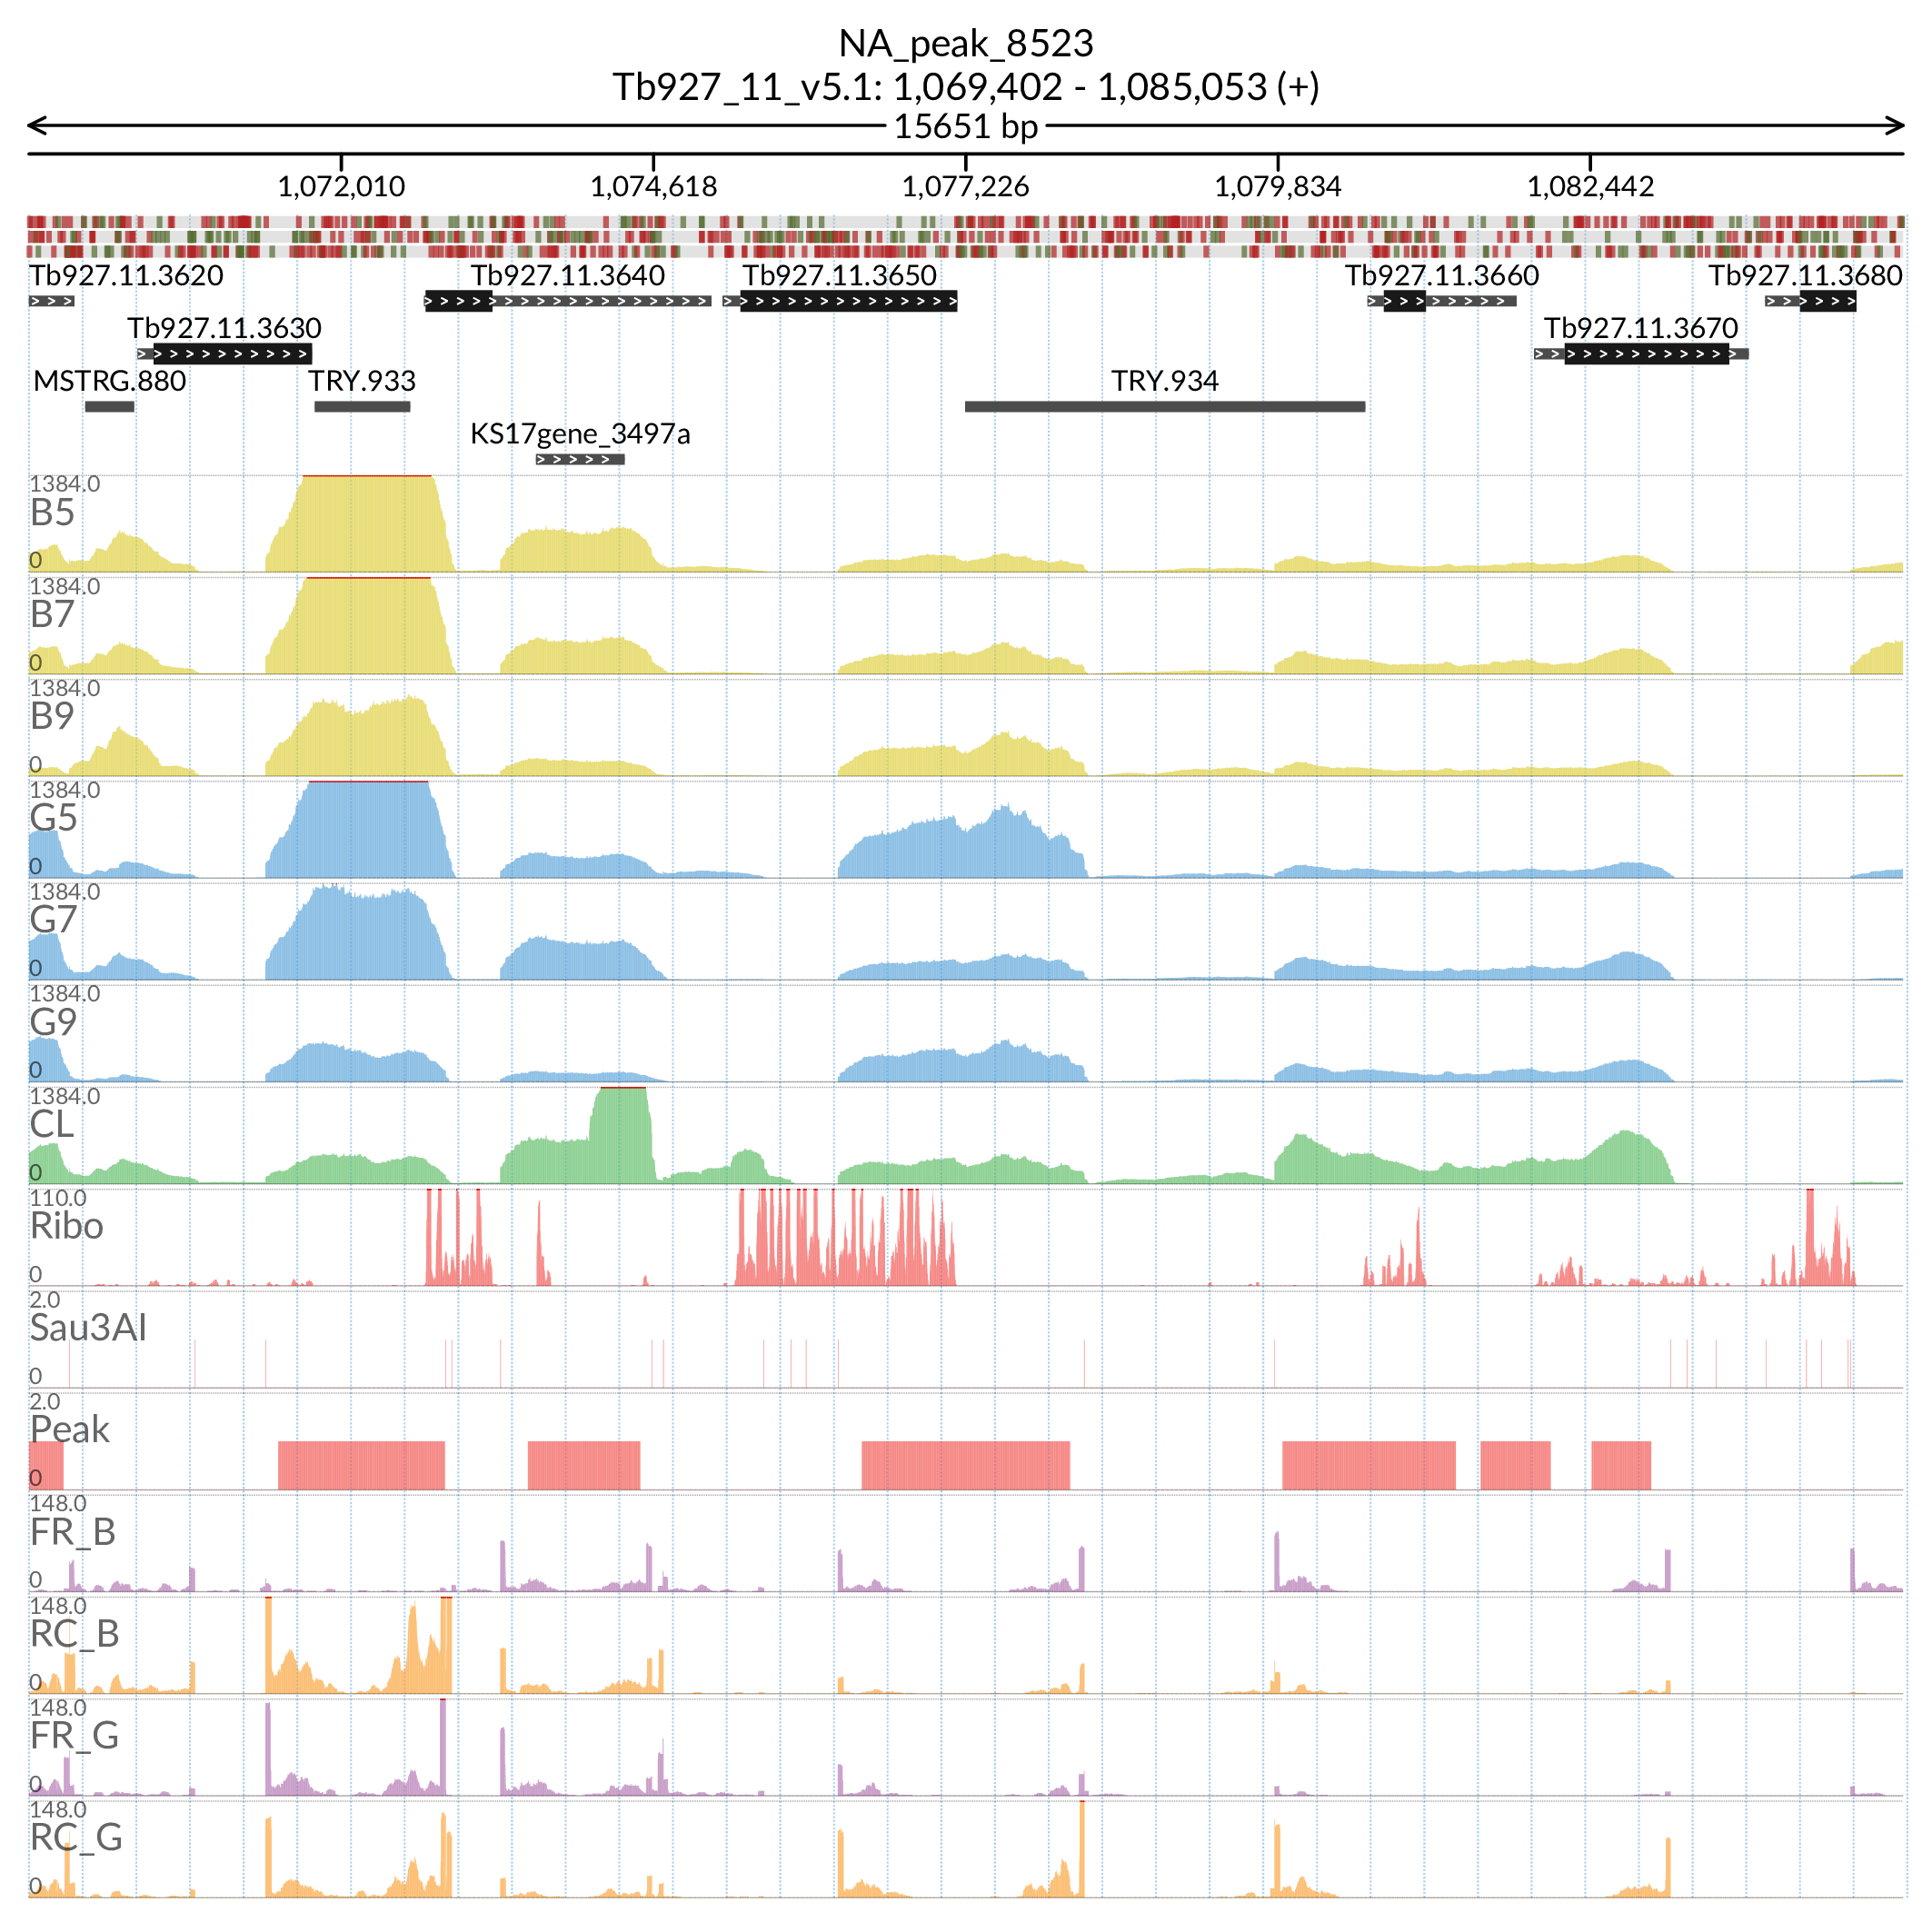 NA_peak_8523
Tb927_11_v5.1: 1,069,402 - 1,085,053 (+)
15651 bp
1,072,010 1,074,618 1,077,226 1,079,834 1,082,442
Tb927.11.3620 Tb927.11.3640 Tb927.11.3650 Tb927.11.3660 Tb927.11.3680
Tb927.11.3630 Tb927.11.3670
MSTRG.880 TRY.933 TRY.934
KS17gene_3497a
1384.0
B5
0
1384.0
B7
0
1384.0
B9
0
1384.0
G5
0
1384.0
G7
0
1384.0
G9
0
1384.0
CL
0
110.0
Ribo
0
2.0
Sau3AI
0
2.0
Peak
0
148.0
FR_B
0
148.0
RC_B
0
148.0
FR_G
0
148.0
RC_G
0